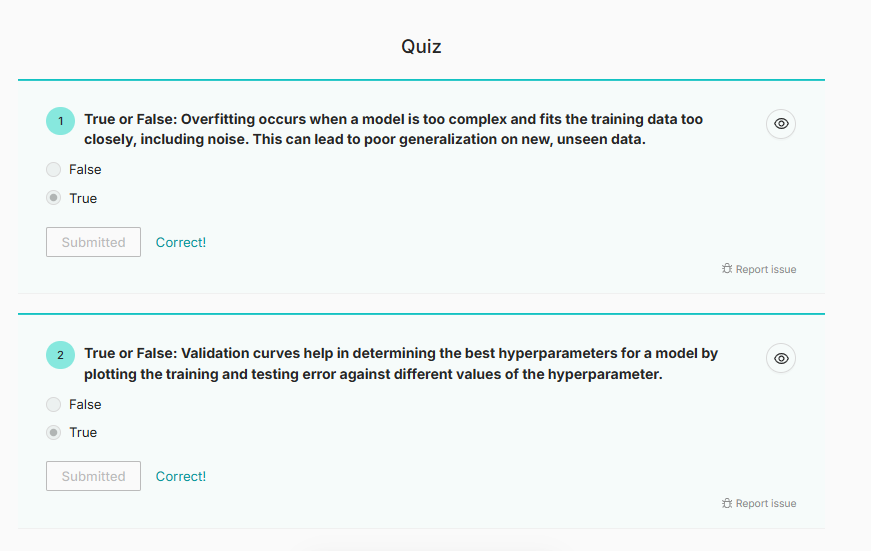 Quiz
1
True or False: Overfitting occurs when a model is too complex and fits the training data too
closely, including noise. This can lead to poor generalization on new, unseen data.
False
True
Submitted
Correct!
Report issue
2
True or False: Validation curves help in determining the best hyperparameters for a model by
plotting the training and testing error against different values of the hyperparameter.
False
True
Submitted
Correct!
Report issue